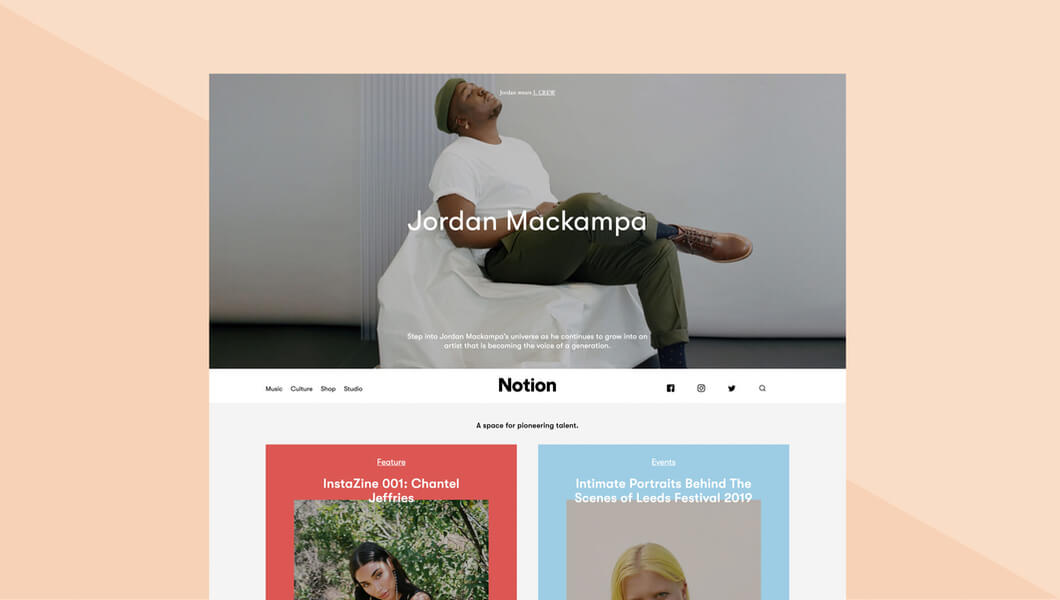 Jordan wears J. CREW
Jordan Mackampa
Step into Jordan Mackampa's universe as he continues to grow into an
artist that is becoming the voice of a generation.
Music Culture Shop Studio
Notion
A space for pioneering talent.
Feature
InstaZine 001: Chantel
Jeffries
Events
Intimate Portraits Behind The
Scenes of Leeds Festival 2019